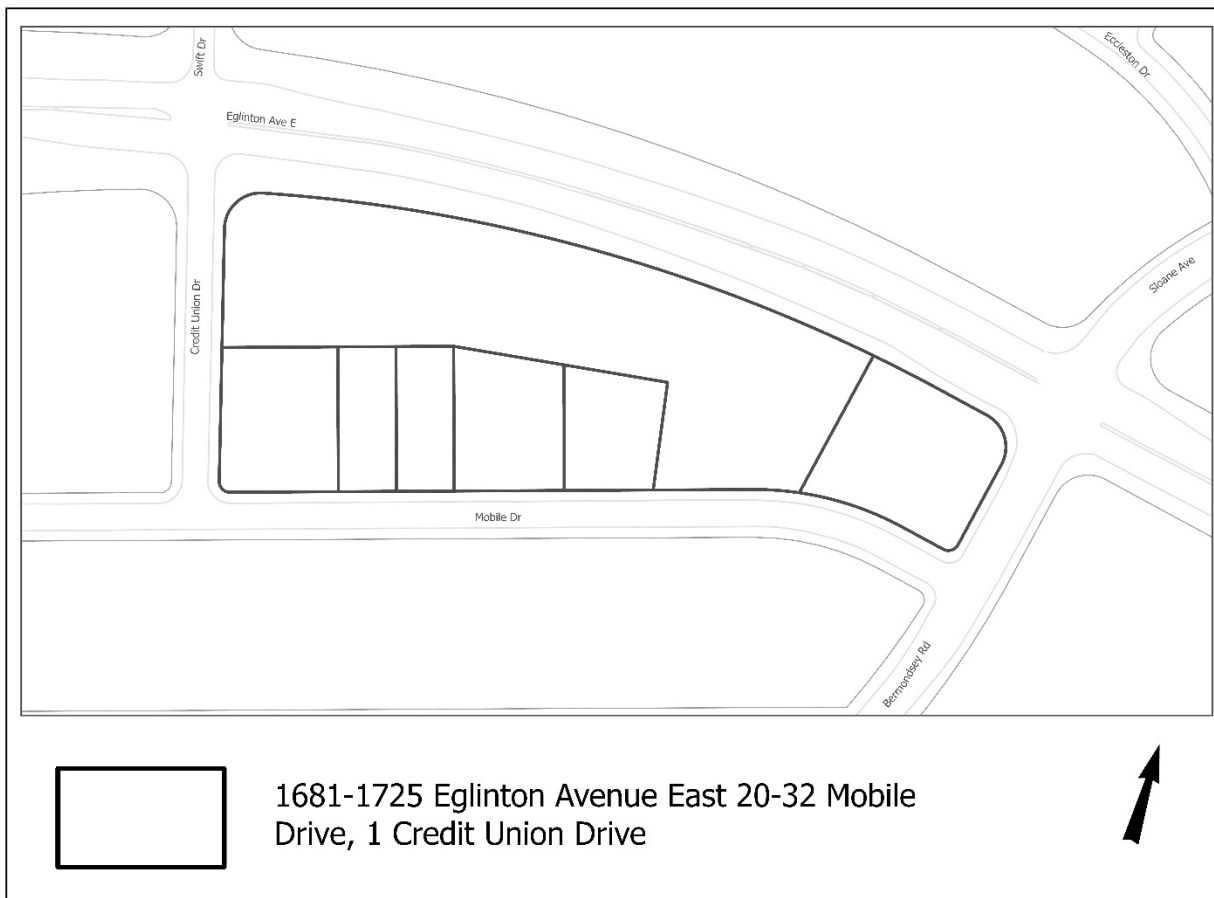 Swift Dr
Eccleston Dr
Eglinton Ave E
Sloane Ave
Credit Union Dr
Mobile Dr
Bermondsey Rd
1681-1725 Eglinton Avenue East 20-32 Mobile
Drive, 1 Credit Union Drive